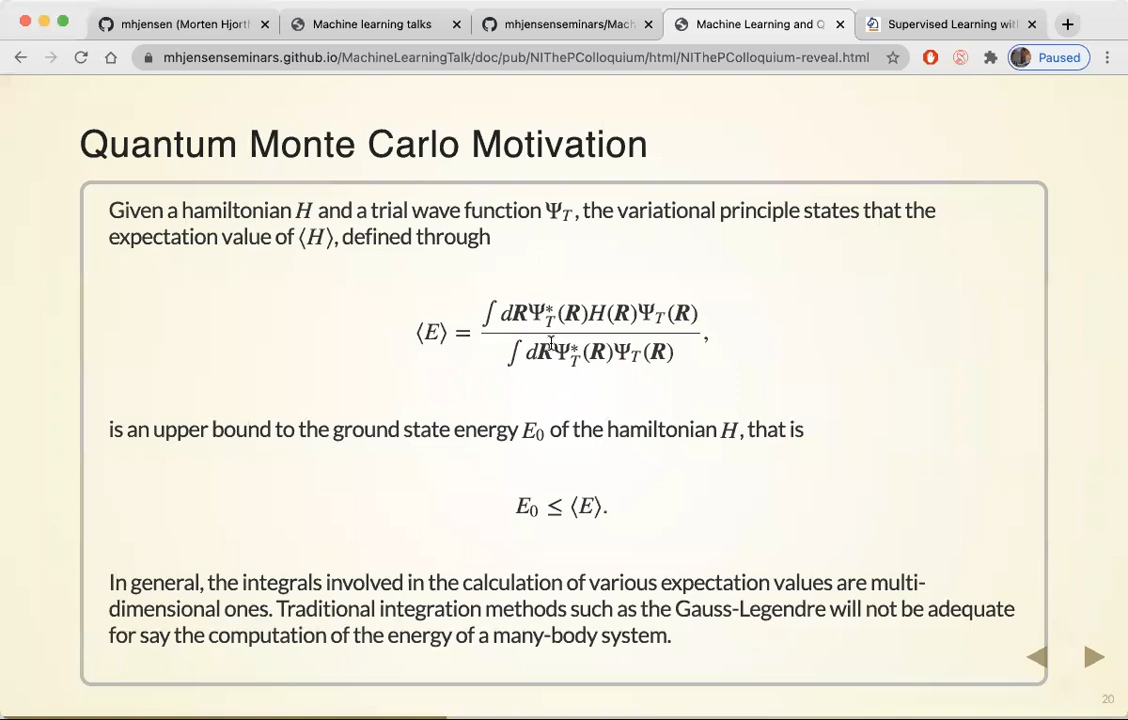 mhjensen (Morten Hjort
Machine learning talks
mhjensenseminars/Mach
Machine Learning and Q
Supervised Learning wit
mhjensenseminars.github.io/MachineLearningTalk/doc/pub/NIThePColloquium/html/NIThePColloquium-reveal.html
Paused
Quantum Monte Carlo Motivation
Given a hamiltonian H and a trial wave function Ψ_T, the variational principle states that the
expectation value of ⟨H⟩, defined through
⟨E⟩ = ∫ dRΨ*_T(R)H(R)Ψ_T(R) / ∫ dRΨ*_T(R)Ψ_T(R),
is an upper bound to the ground state energy E₀ of the hamiltonian H, that is
E₀ ≤ ⟨E⟩.
In general, the integrals involved in the calculation of various expectation values are multi-
dimensional ones. Traditional integration methods such as the Gauss-Legendre will not be adequate
for say the computation of the energy of a many-body system.
20